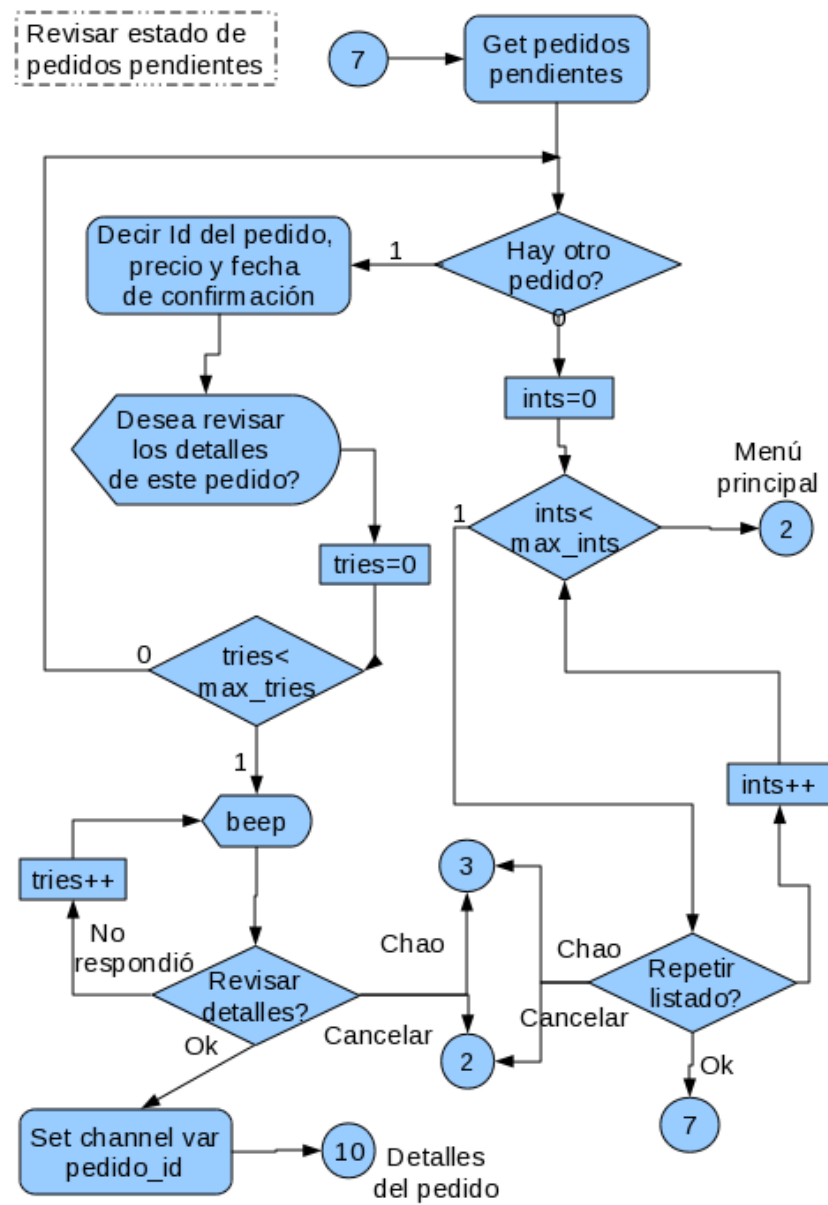 Revisar estado de
pedidos pendientes
7
Get pedidos
pendientes
Decir Id del pedido,
precio y fecha
de confirmación
1
Hay otro
pedido?
0
ints=0
Desea revisar
los detalles
de este pedido?
Menú
principal
1
ints<
max_ints
2
tries=0
0
tries<
max_tries
1
ints++
beep
tries++
3
No
respondió
Chao
Chao
Revisar
detalles?
Repetir
listado?
Cancelar
Cancelar
Ok
2
Ok
Set channel var
pedido_id
10
Detalles
del pedido
7